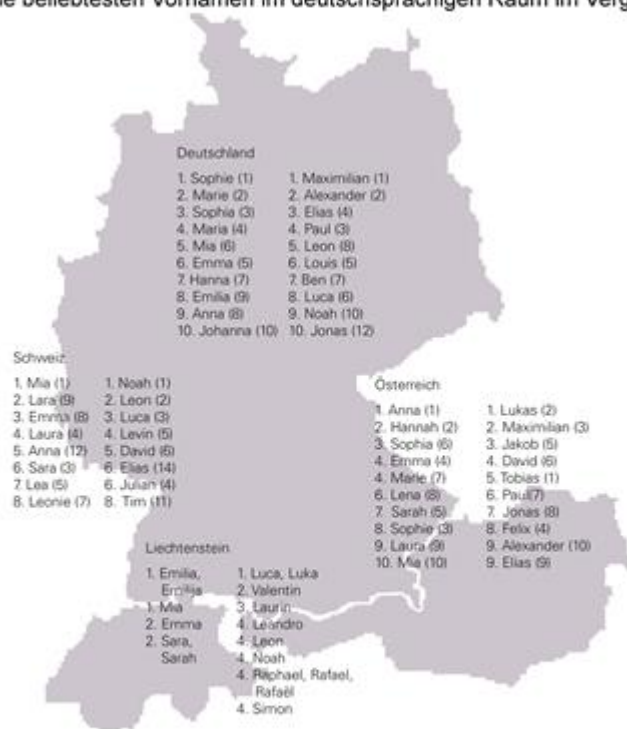 beliebtesten Vornamen im deutschsprachigen Raum im
Deutschland
1. Sophie (1)
2. Marie (2)
3. Sophia (3)
4. Maria (4)
5. Mia (6)
6. Emma (5)
7. Hanna (7)
8. Emilia (9)
9. Anna (8)
10. Johanna (10)
1. Maximilian (1)
2. Alexander (2)
3. Elias (4)
4. Paul (3)
5. Leon (8)
6. Louis (5)
7. Ben (7)
8. Luca (6)
9. Noah (10)
10. Jonas (12)
Schweiz
1. Mia (1)
2. Lara (9)
3. Emma (8)
4. Laura (4)
5. Anna (12)
6. Sara (3)
7. Lea (5)
8. Leonie (7)
1. Noah (1)
2. Leon (2)
3. Luca (3)
4. Levin (5)
5. David (6)
6. Elias (14)
6. Julian (4)
8. Tim (11)
Österreich
1. Anna (1)
2. Hannah (2)
3. Sophia (6)
4. Emma (4)
4. Marie (7)
6. Lena (8)
7. Sarah (5)
8. Sophie (3)
9. Laura (9)
10. Mia (10)
1. Lukas (2)
2. Maximilian (3)
3. Jakob (5)
4. David (6)
5. Tobias (1)
6. Paul(7)
7. Jonas (8)
8. Felix (4)
9. Alexander (10)
9. Elias (9)
Liechtenstein
1. Emilia,
1. Mia
2. Emma
2. Sara,
Sarah
1. Luca, Luka
2. Valentin
3. Laurin
4. Leandro
4. Leon
4. Noah
4. Raphael, Rafael,
Rafaël
4. Simon